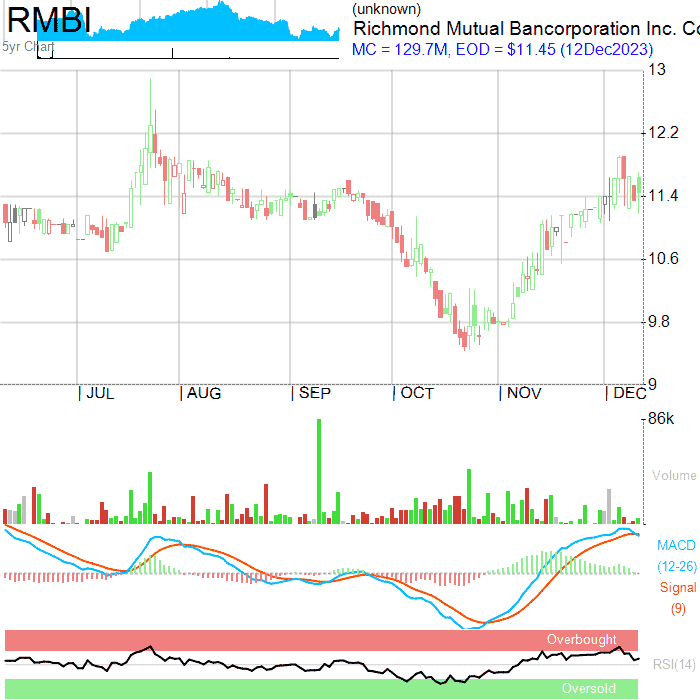 RMBI
5yr Chart
(unknown)
Richmond Mutual Bancorporation Inc. Co
MC = 129.7M, EOD = $11.45 (12Dec2023)
13
12.2
11.4
10.6
9.8
9
JUL AUG SEP OCT NOV DEC
86k
Volume
MACD
(12-26)
Signal
(9)
Overbought
RSI(14)
Oversold